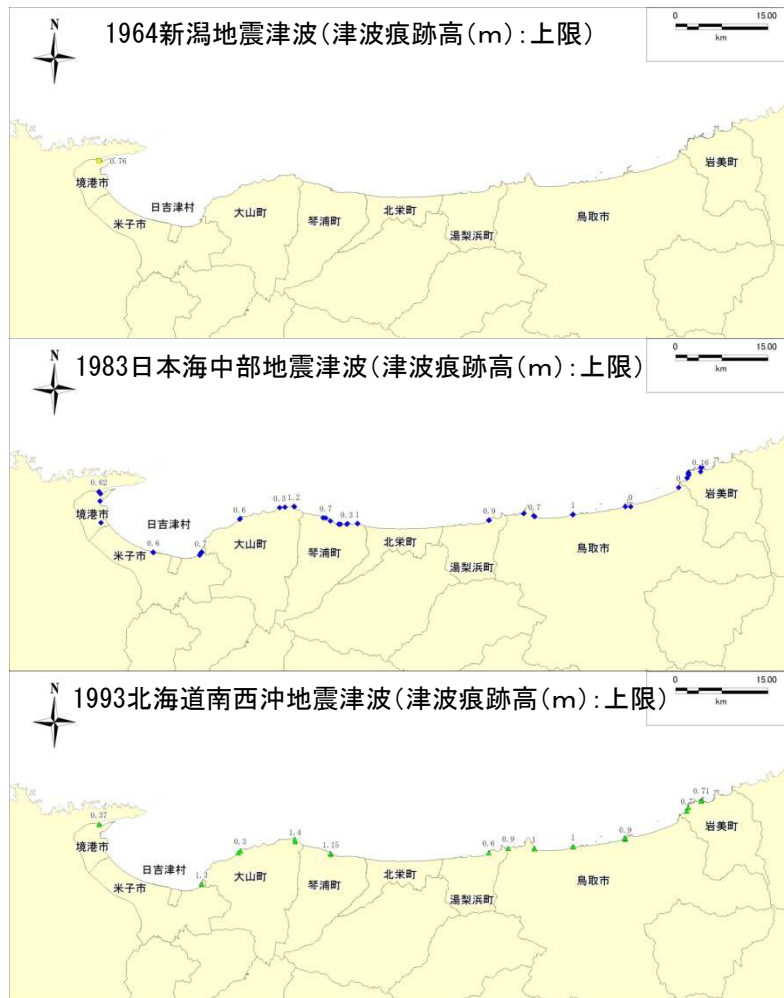 1964新潟地震津波(津波痕跡高(m):上限)
N
0 15.00
km
0.76
境港市
米子市
日吉津村
大山町
琴浦町
北栄町
湯梨浜町
鳥取市
岩美町
1983日本海中部地震津波(津波痕跡高(m):上限)
N
0 15.00
km
0.62
境港市
米子市
0.6
日吉津村
0.7
0.6
大山町
0.3 1.2
0.7
0.3 1
琴浦町
北栄町
0.9
湯梨浜町
0.7
1
鳥取市
0.16
岩美町
1993北海道南西沖地震津波(津波痕跡高(m):上限)
N
0 15.00
km
0.37
境港市
米子市
日吉津村
0.3
大山町
1.4
1.15
琴浦町
北栄町
0.6
湯梨浜町
0.9
1
1
0.9
鳥取市
0.71
岩美町